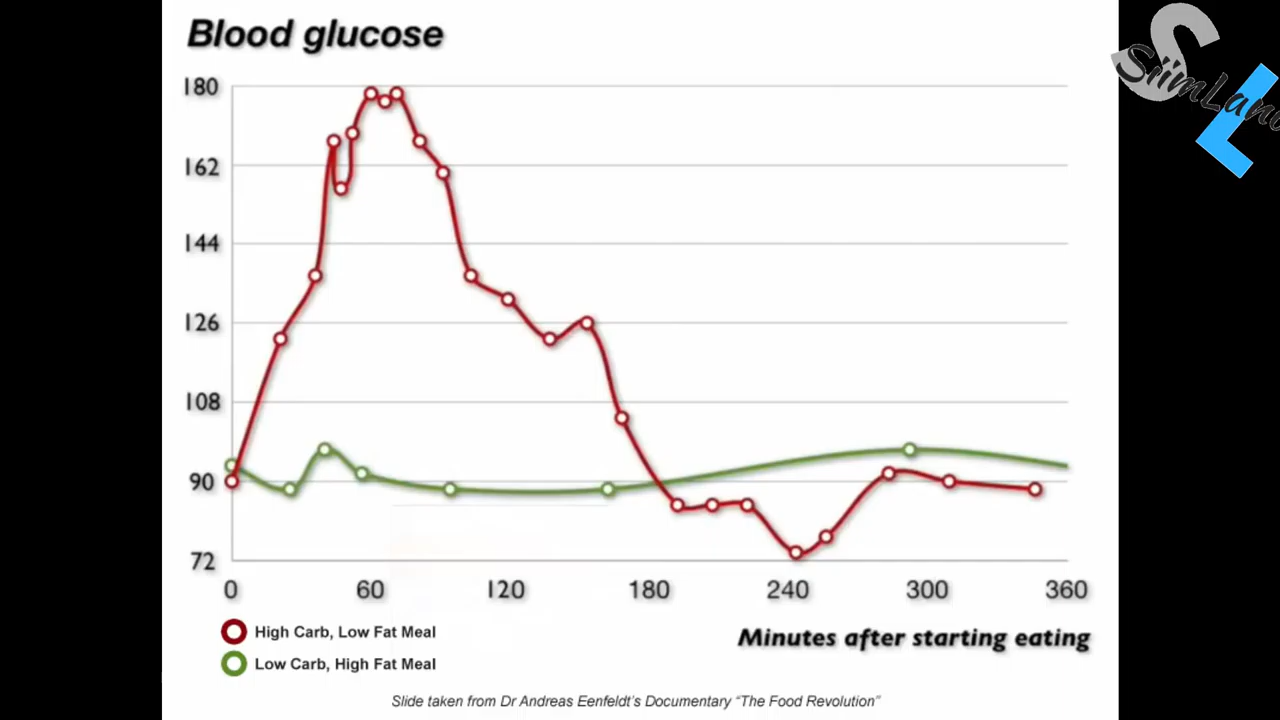 Blood glucose
SiimLand
180
162
144
126
108
90
72
0 60 120 180 240 300 360
High Carb, Low Fat Meal
Minutes after starting eating
Low Carb, High Fat Meal
Slide taken from Dr Andreas Eenfeldt's Documentary “The Food Revolution”